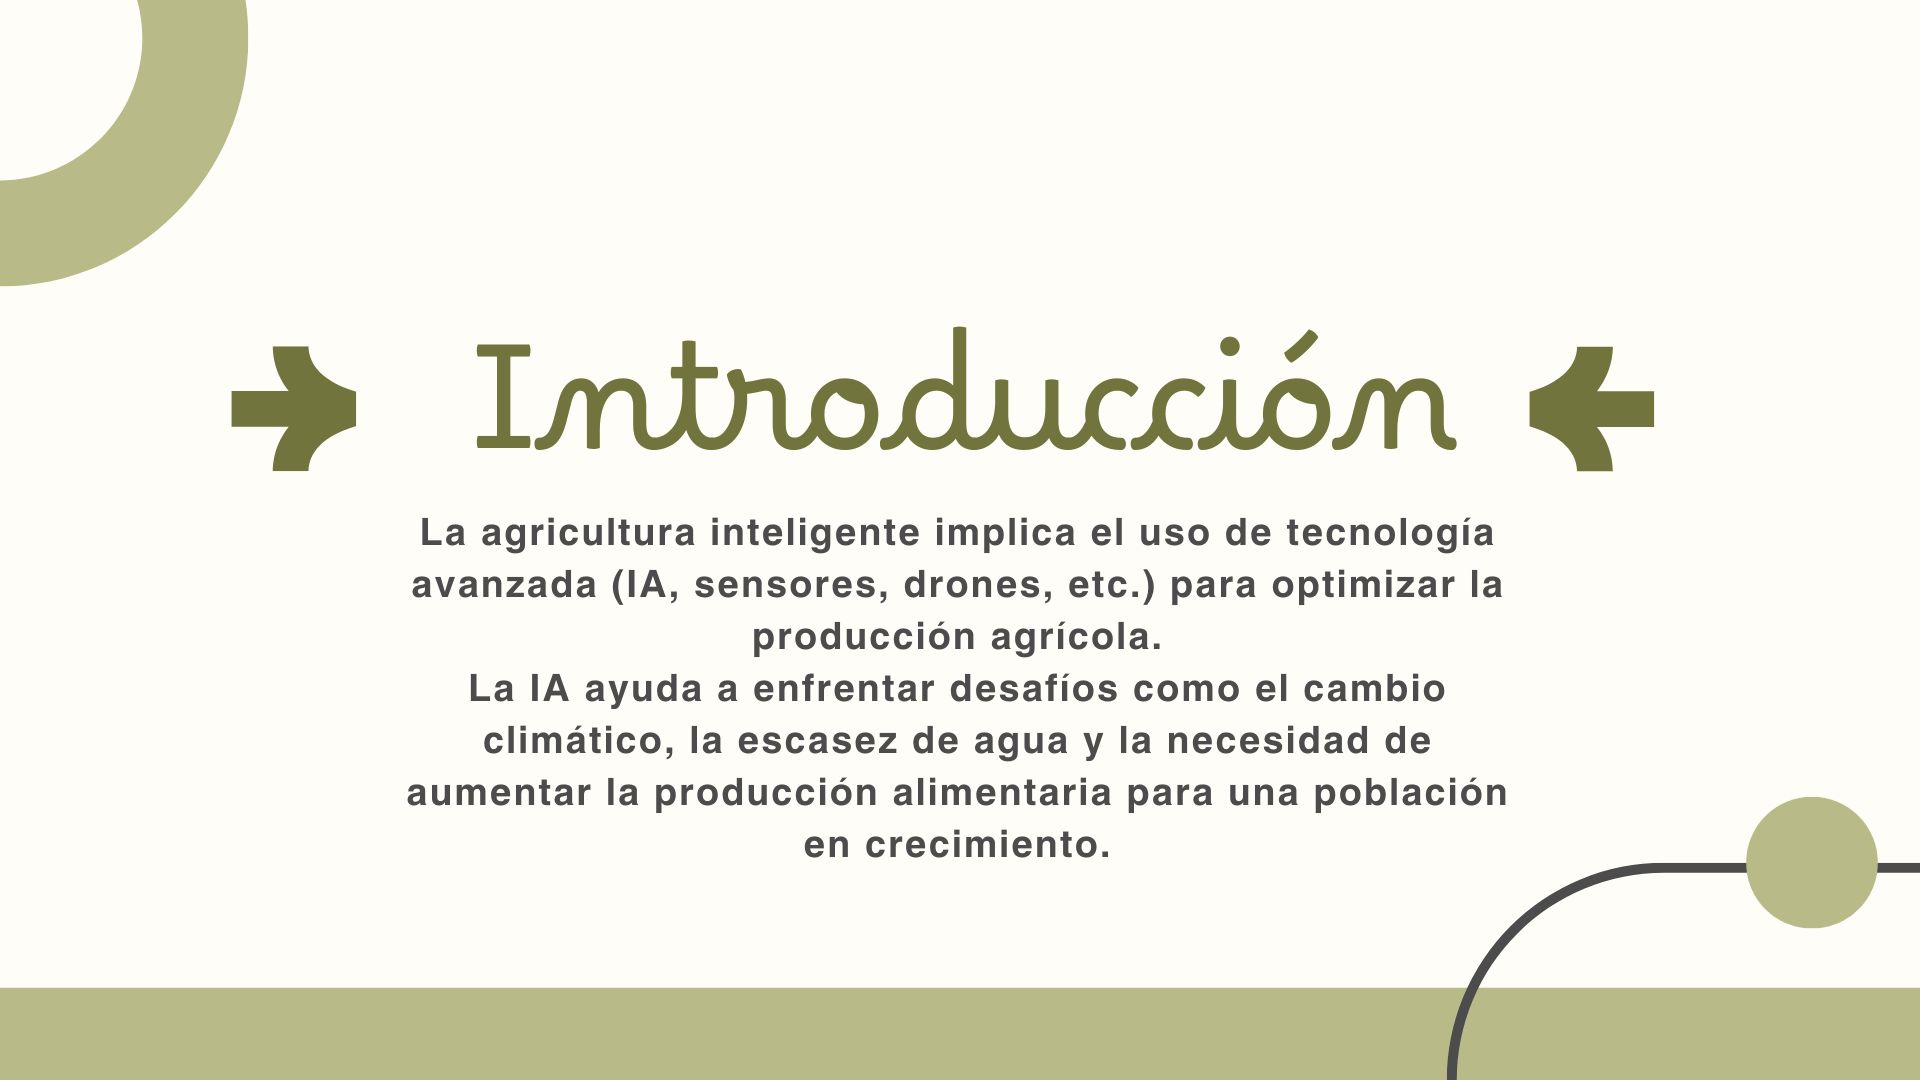 Introducción
La agricultura inteligente implica el uso de tecnología
avanzada (IA, sensores, drones, etc.) para optimizar la
producción agrícola.
La IA ayuda a enfrentar desafíos como el cambio
climático, la escasez de agua y la necesidad de
aumentar la producción alimentaria para una población
en crecimiento.